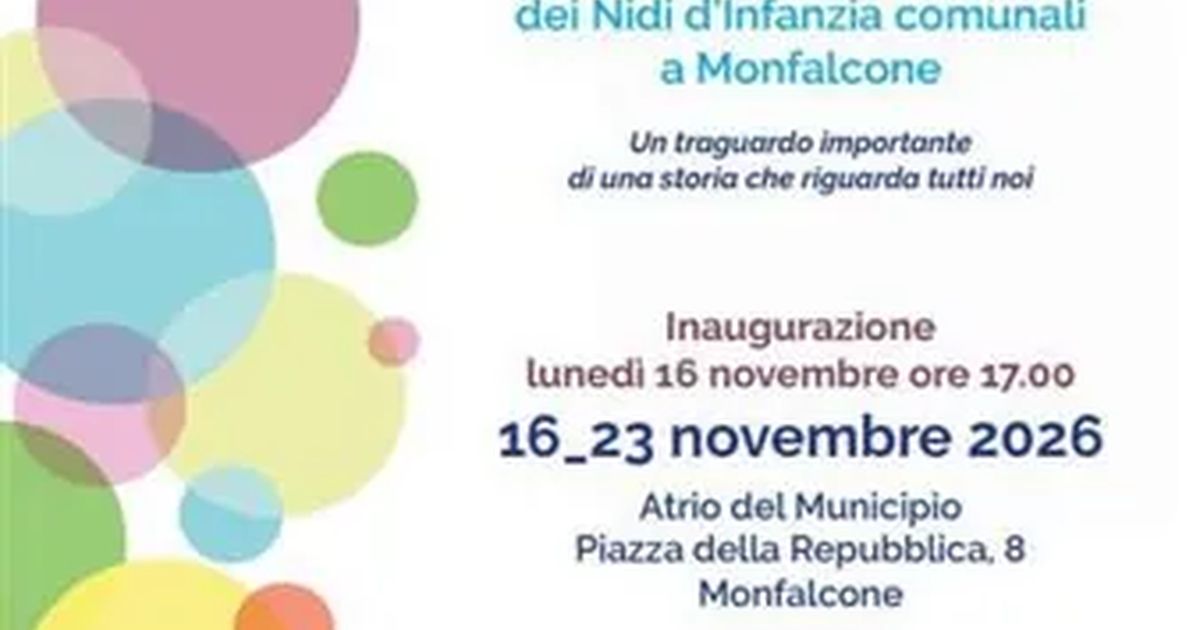 dei Nidi d'Infanzia comunali
a Monfalcone
Un traguardo importante
di una storia che riguarda tutti noi
Inaugurazione
lunedì 16 novembre ore 17.00
16_23 novembre 2026
Atrio del Municipio
Piazza della Repubblica, 8
Monfalcone